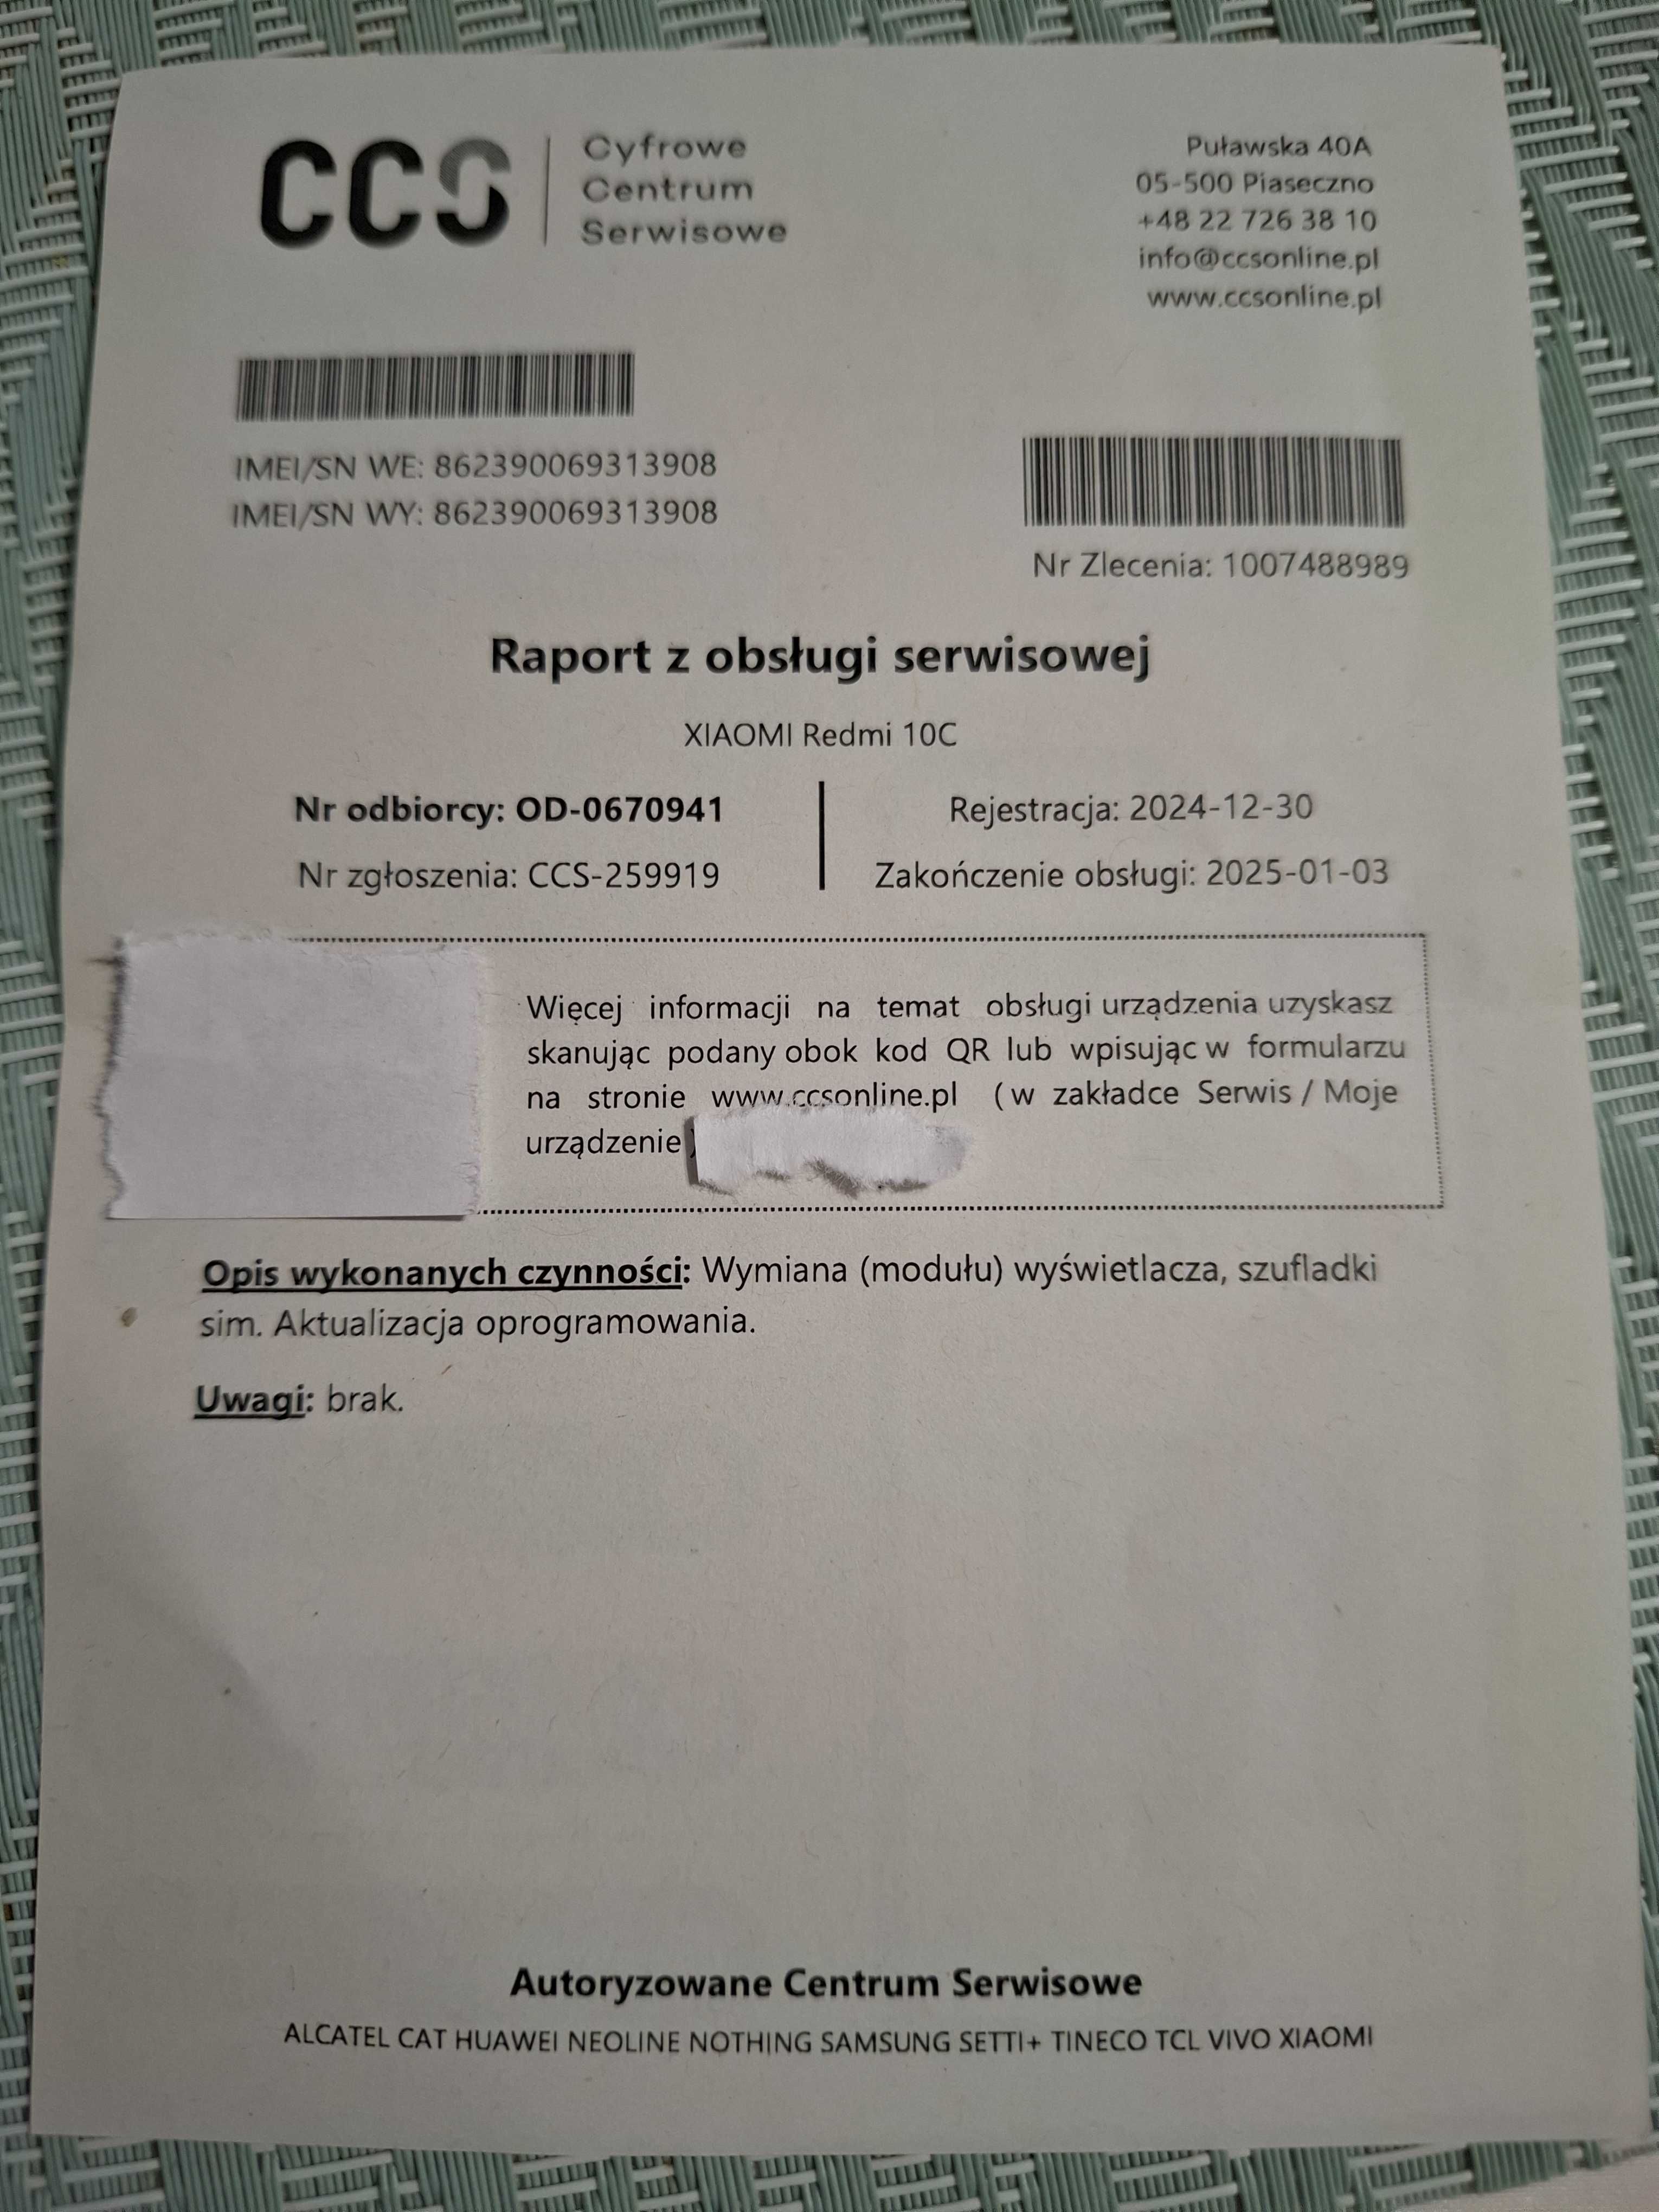 CCS
Cyfrowe
Centrum
Serwisowe
Puławska 40A
05-500 Piaseczno
+48 22 726 38 10
info@ccsonline.pl
www.ccsonline.pl
IMEI/SN WE: 862390069313908
IMEI/SN WY: 862390069313908
Nr Zlecenia: 1007488989
Raport z obsługi serwisowej
XIAOMI Redmi 10C
Nr odbiorcy: OD-0670941
Rejestracja: 2024-12-30
Nr zgłoszenia: CCS-259919
Zakończenie obsługi: 2025-01-03
Więcej informacji na temat obsługi urządzenia uzyskasz
skanując podany obok kod QR lub wpisując w formularzu
na stronie www.ccsonline.pl (w zakładce Serwis / Moje
urządzenie)
Opis wykonanych czynności: Wymiana (modułu) wyświetlacza, szufladki
sim. Aktualizacja oprogramowania.
Uwagi: brak.
Autoryzowane Centrum Serwisowe
ALCATEL CAT HUAWEI NEOLINE NOTHING SAMSUNG SETTI+ TINECO TCL VIVO XIAOMI